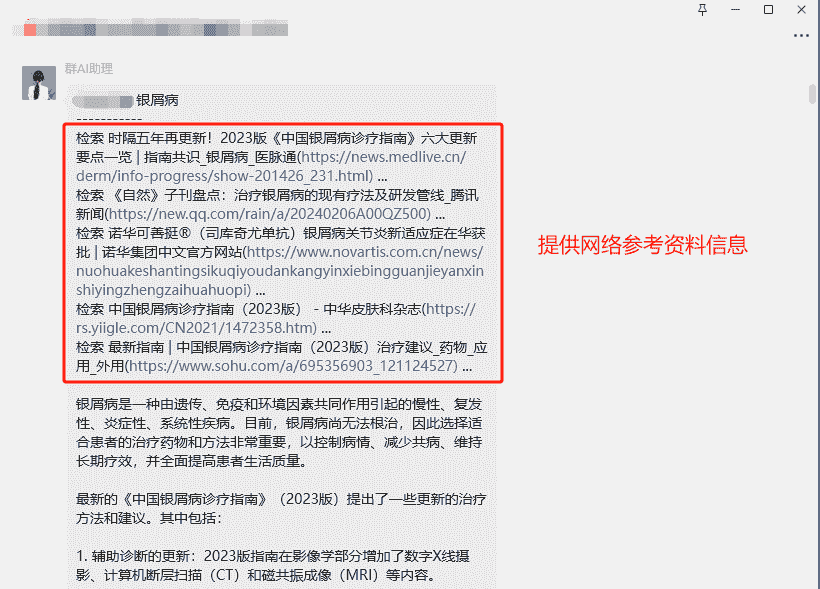 群AI助理
银屑病
-----------
检索 时隔五年再更新！2023版《中国银屑病诊疗指南》六大更新
要点一览 | 指南共识_银屑病_医脉通(https://news.medlive.cn/
derm/info-progress/show-201426_231.html) ...
检索 《自然》子刊盘点：治疗银屑病的现有疗法及研发管线_腾讯
新闻(https://new.qq.com/rain/a/20240206A00QZ500) ...
检索 诺华可善挺®（司库奇尤单抗）银屑病关节炎新适应症在华获
批 | 诺华集团中文官方网站(https://www.novartis.com.cn/news/
nuohuakeshantingsikuqiyoudankangyinxiebingguanjieyanxin
shiyingzhengzaihuahuopi) ...
检索 中国银屑病诊疗指南（2023版） - 中华皮肤科杂志(https://
rs.yiigle.com/CN2021/1472358.htm) ...
检索 最新指南 | 中国银屑病诊疗指南（2023版）治疗建议_药物_应
用_外用(https://www.sohu.com/a/695356903_121124527) ...
提供网络参考资料信息
银屑病是一种由遗传、免疫和环境因素共同作用引起的慢性、复发
性、炎症性、系统性疾病。目前，银屑病尚无法根治，因此选择适
合患者的治疗药物和方法非常重要，以控制病情、减少共病、维持
长期疗效，并全面提高患者生活质量。
最新的《中国银屑病诊疗指南》（2023版）提出了一些更新的治疗
方法和建议。其中包括：
1. 辅助诊断的更新：2023版指南在影像学部分增加了数字X线摄
影、计算机断层扫描（CT）和磁共振成像（MRI）等内容。